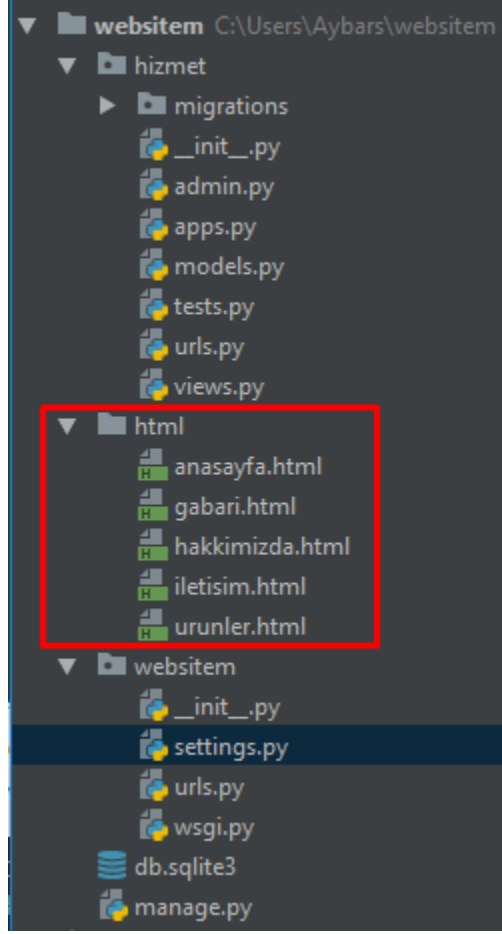 websitem C:\Users\Aybars\websitem
hizmet
migrations
__init__.py
admin.py
apps.py
models.py
tests.py
urls.py
views.py
html
H anasayfa.html
H gabari.html
H hakkimizda.html
H iletisim.html
H urunler.html
websitem
__init__.py
settings.py
urls.py
wsgi.py
db.sqlite3
manage.py